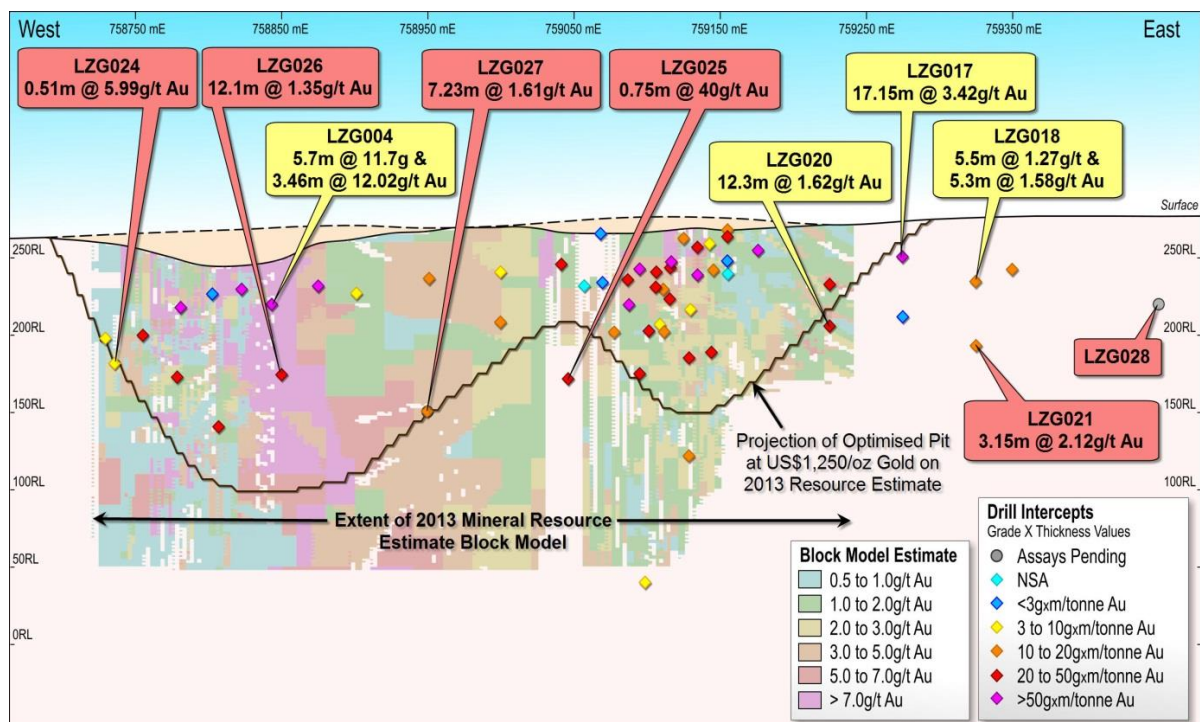 West
758750 mE
758850 mE
758950 mE
759050 mE
759150 mE
759250 mE
759350 mE
East
LZG024
0.51m @ 5.99g/t Au
LZG026
12.1m @ 1.35g/t Au
LZG027
7.23m @ 1.61g/t Au
LZG025
0.75m @ 40g/t Au
LZG017
17.15m @ 3.42g/t Au
LZG004
5.7m @ 11.7g &
3.46m @ 12.02g/t Au
LZG020
12.3m @ 1.62g/t Au
LZG018
5.5m @ 1.27g/t &
5.3m @ 1.58g/t Au
Surface
250RL
250RL
200RL
200RL
LZG028
150RL
150RL
LZG021
3.15m @ 2.12g/t Au
Projection of Optimised Pit
at US$1,250/oz Gold on
2013 Resource Estimate
100RL
100RL
Extent of 2013 Mineral Resource
Estimate Block Model
50RL
0RL
Block Model Estimate
0.5 to 1.0g/t Au
1.0 to 2.0g/t Au
2.0 to 3.0g/t Au
3.0 to 5.0g/t Au
5.0 to 7.0g/t Au
> 7.0g/t Au
Drill Intercepts
Grade X Thickness Values
Assays Pending
NSA
<3gxm/tonne Au
3 to 10gxm/tonne Au
10 to 20gxm/tonne Au
20 to 50gxm/tonne Au
>50gxm/tonne Au